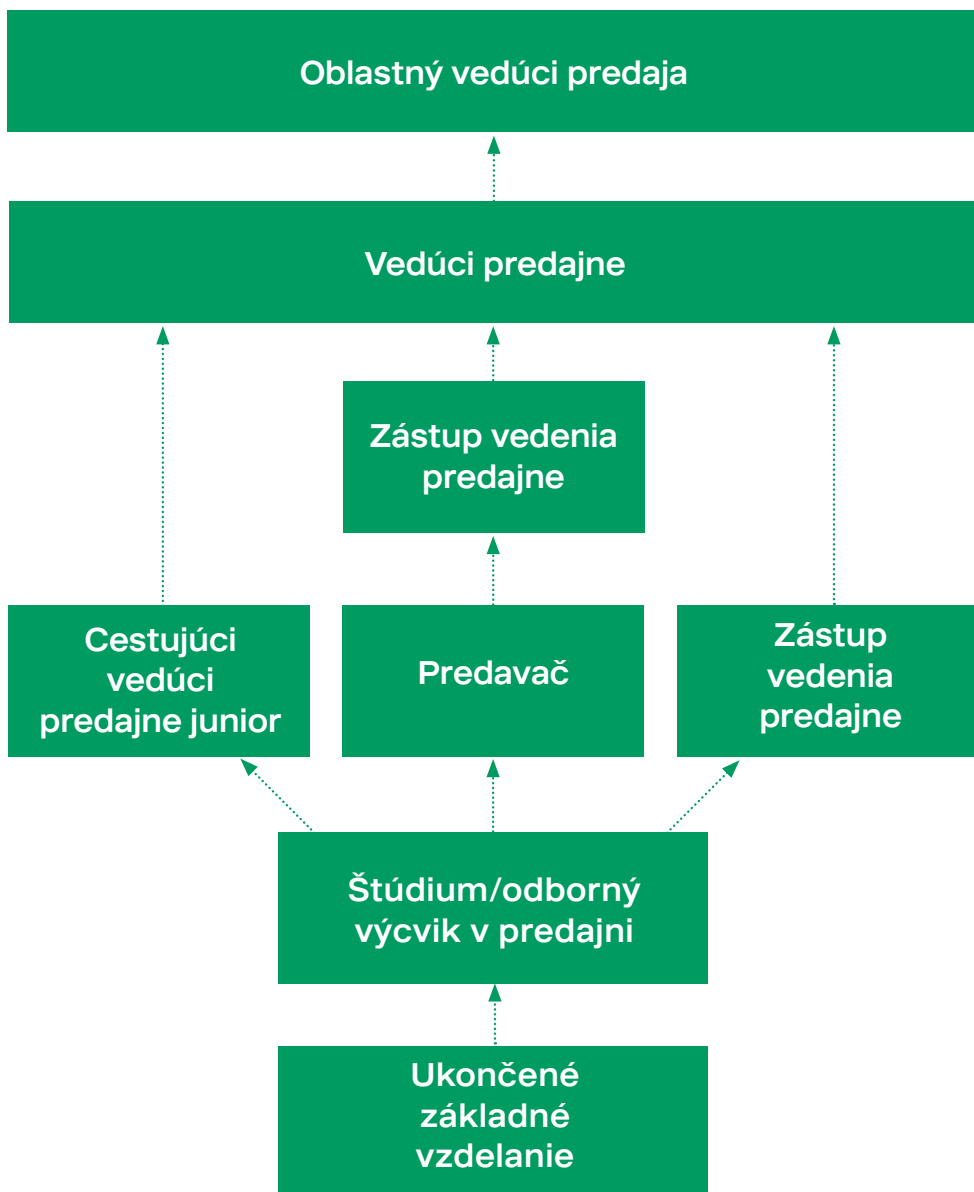 Oblastný vedúci predaja
Vedúci predajne
Zástup vedenia
predajne
Cestujúci
vedúci
predajne junior
Predavač
Zástup
vedenia
predajne
Štúdium/odborný
výcvik v predajni
Ukončené
základné
vzdelanie